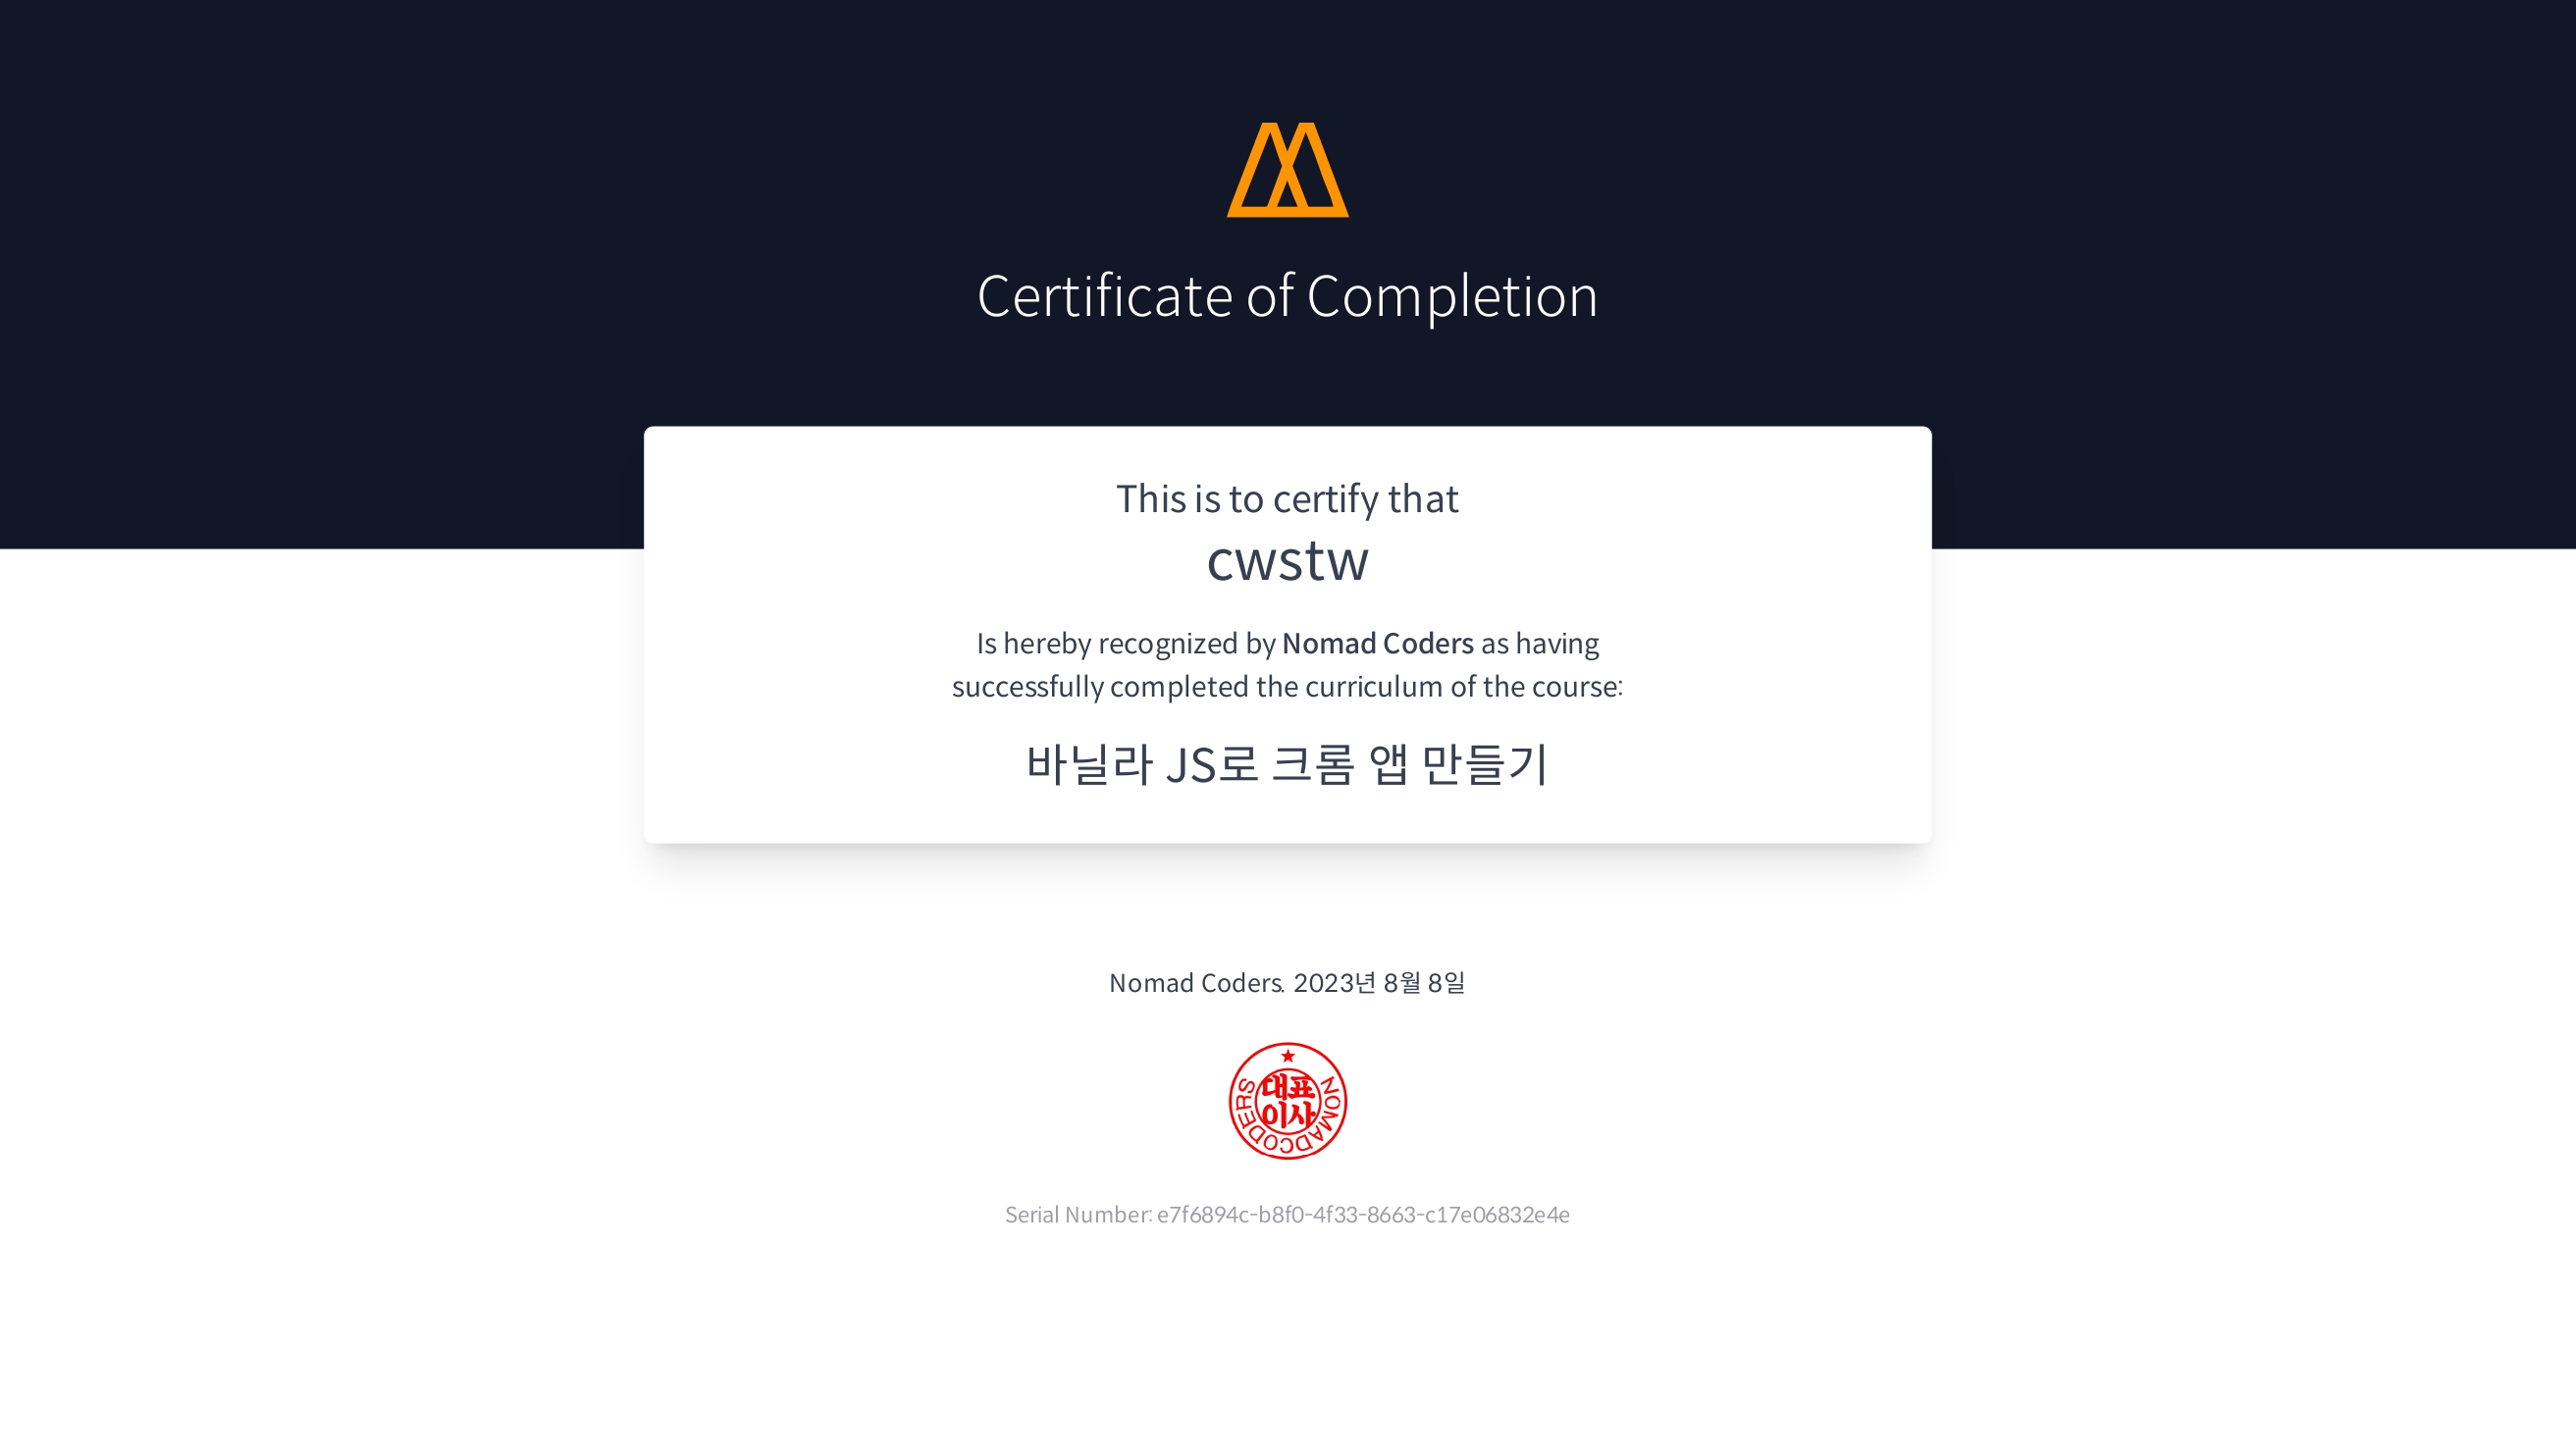 Certificate of Completion
This is to certify that
cwstw
Is hereby recognized by Nomad Coders as having
successfully completed the curriculum of the course:
바닐라 JS로 크롬 앱 만들기
Nomad Coders. 2023년 8월 8일
NOMADCODERS
대표
이사
Serial Number: e7f6894c-b8f0-4f33-8663-c17e06832e4e